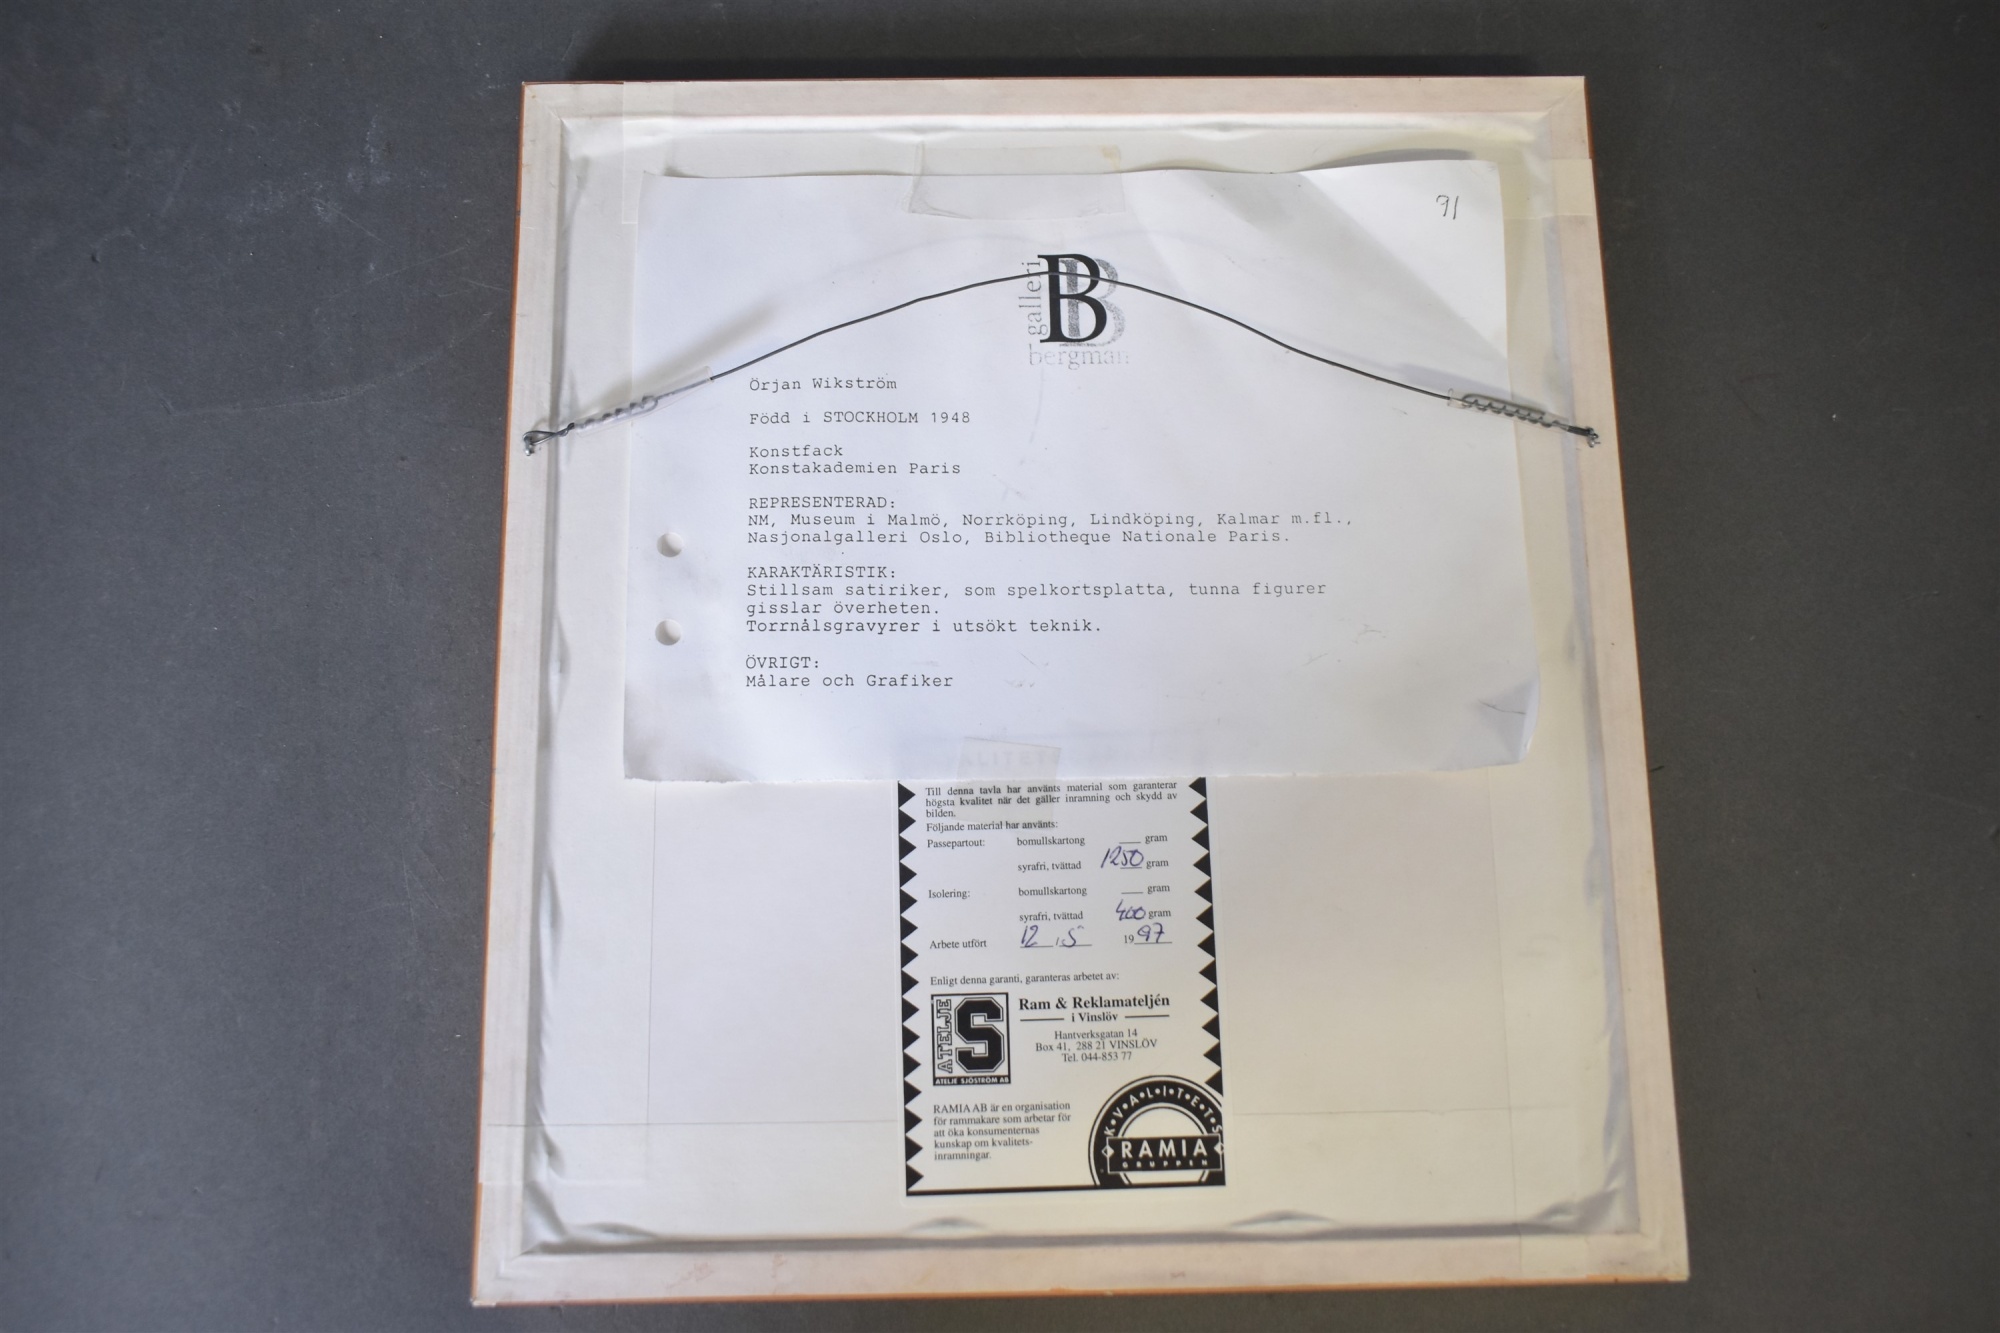 91
galleri
B
bergman
Örjan Wikström
Född i STOCKHOLM 1948
Konstfack
Konstakademien Paris
REPRESENTERAD:
NM, Museum i Malmö, Norrköping, Lindköping, Kalmar m.fl.,
Nasjonalgalleri Oslo, Bibliotheque Nationale Paris.
KARAKTÄRISTIK:
Stillsam satiriker, som spelkortsplatta, tunna figurer
gisslar överheten.
Torrnålsgravyrer i utsökt teknik.
ÖVRIGT:
Målare och Grafiker
Till denna tavla har använts material som garanterar
högsta kvalitet när det gäller inramning och skydd av
bilden.
Följande material har använts:
Passepartout: bomullskartong ___ gram
syrafri, tvättad 1250 gram
Isolering: bomullskartong ___ gram
syrafri, tvättad 400 gram
Arbete utfört 12.5 1997
Enligt denna garanti, garanteras arbetet av:
ATELJE
S
ATELJE SJÖSTRÖM AB
Ram & Reklamateljén
i Vinslöv
Hantverksgatan 14
Box 41, 288 21 VINSLÖV
Tel. 044-853 77
RAMIA AB är en organisation
för rammakare som arbetar för
att öka konsumenternas
kunskap om kvalitets-
inramningar.
K•V•A•L•I•T•E•T•S
RAMIA
GRUPPEN